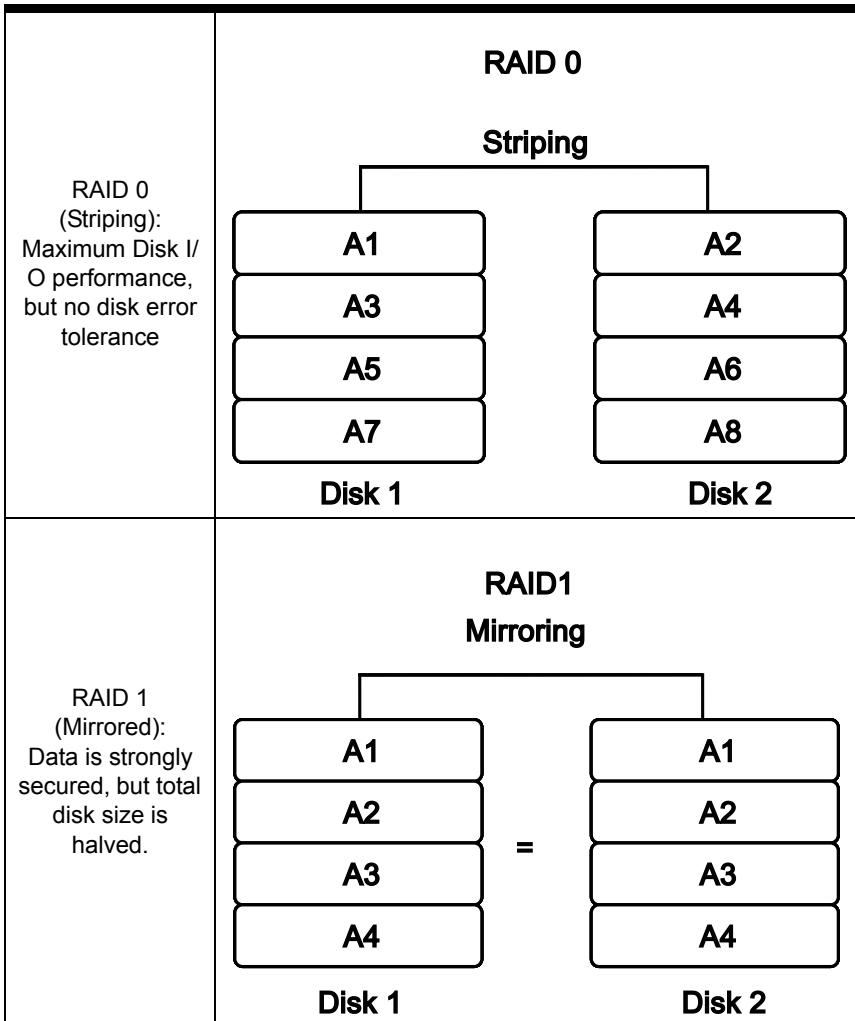 RAID 0
(Striping):
Maximum Disk I/
O performance,
but no disk error
tolerance
RAID 0
Striping
A1
A2
A3
A4
A5
A6
A7
A8
Disk 1
Disk 2
RAID 1
(Mirrored):
Data is strongly
secured, but total
disk size is
halved.
RAID1
Mirroring
A1
A1
A2
A2
=
A3
A3
A4
A4
Disk 1
Disk 2